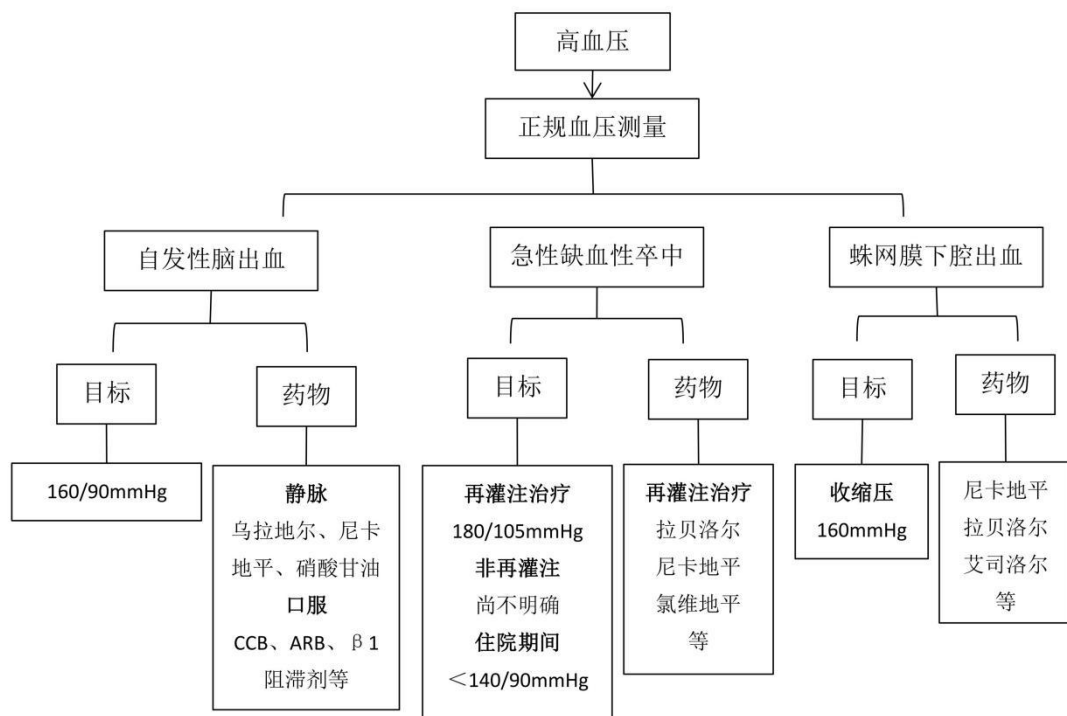 高血压
正规血压测量
自发性脑出血
目标
160/90mmHg
药物
静脉
乌拉地尔、尼卡
地平、硝酸甘油
口服
CCB、ARB、β1
阻滞剂等
急性缺血性卒中
目标
再灌注治疗
180/105mmHg
非再灌注
尚不明确
住院期间
＜140/90mmHg
药物
再灌注治疗
拉贝洛尔
尼卡地平
氯维地平
等
蛛网膜下腔出血
目标
收缩压
160mmHg
药物
尼卡地平
拉贝洛尔
艾司洛尔
等